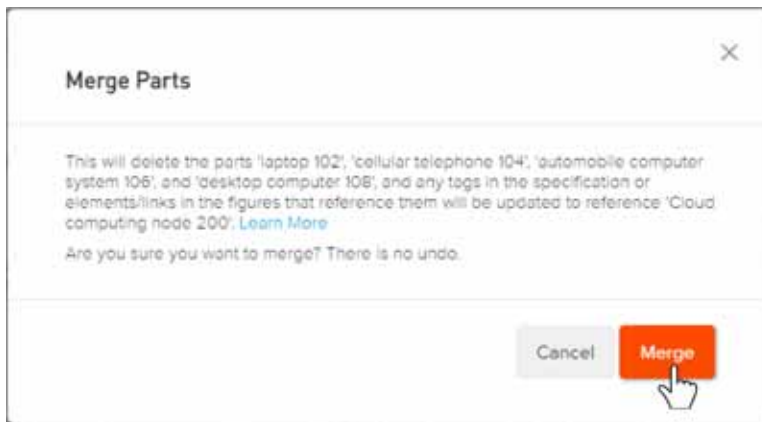 Merge Parts
This will delete the parts 'laptop 102', 'cellular telephone 104', 'automobile computer
system 106', and 'desktop computer 108', and any tags in the specification or
elements/links in the figures that reference them will be updated to reference 'Cloud
computing node 200'. Learn More
Are you sure you want to merge? There is no undo.
Cancel
Merge